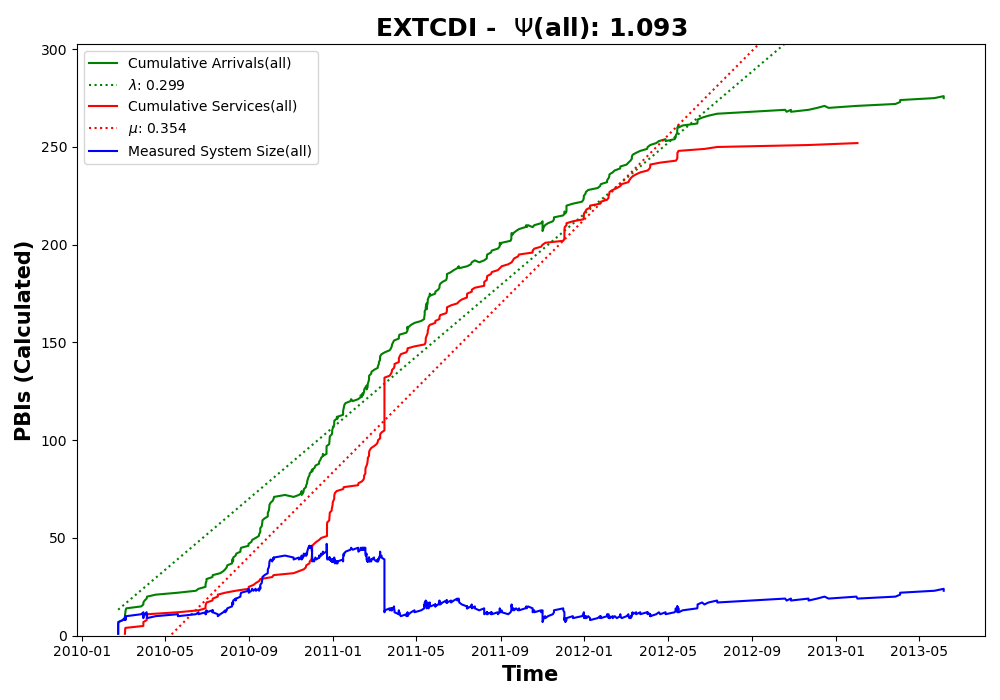 EXTCDI - Ψ(all): 1.093
Cumulative Arrivals(all)
λ: 0.299
Cumulative Services(all)
μ: 0.354
Measured System Size(all)
PBIs (Calculated)
300
250
200
150
100
50
0
2010-01 2010-05 2010-09 2011-01 2011-05 2011-09 2012-01 2012-05 2012-09 2013-01 2013-05
Time